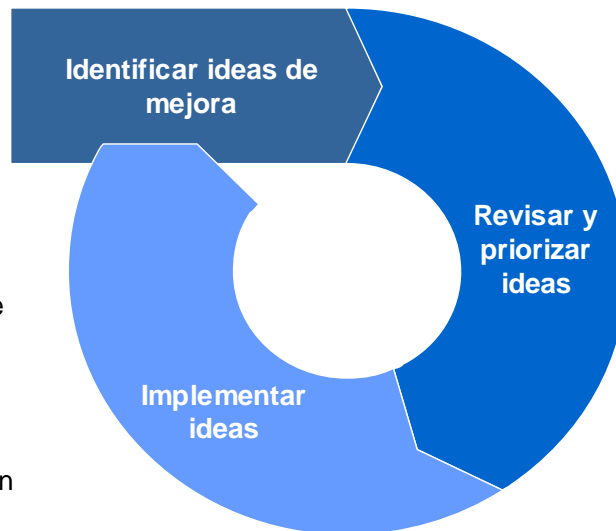 Identificar ideas de
mejora
Revisar y
priorizar
ideas
e
Implementar
ideas
n